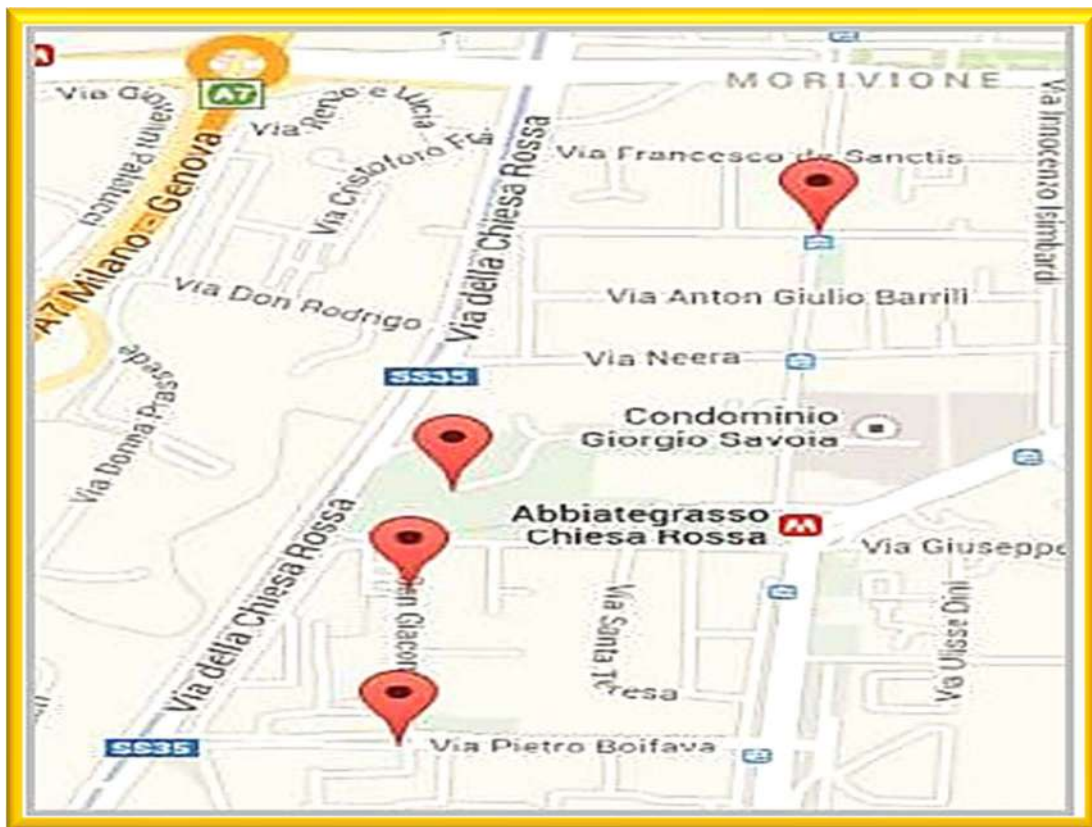 A7
MORIVIONE
Via Renzo e Lucia
Via Cristoforo
Via Francesco de Sanctis
Via Innocenzo Isimbardi
A7 Milano - Genova
Via della Chiesa Rossa
Via Don Rodrigo
Via Anton Giulio Barrili
Via Neera
SS35
Via Donna Prassede
Condominio
Giorgio Savoia
Abbiategrasso
Chiesa Rossa
M
Via Giuseppe
Via della Chiesa Rossa
Via Santa Teresa
Via Ulisse Dini
SS35
Via Pietro Boifava